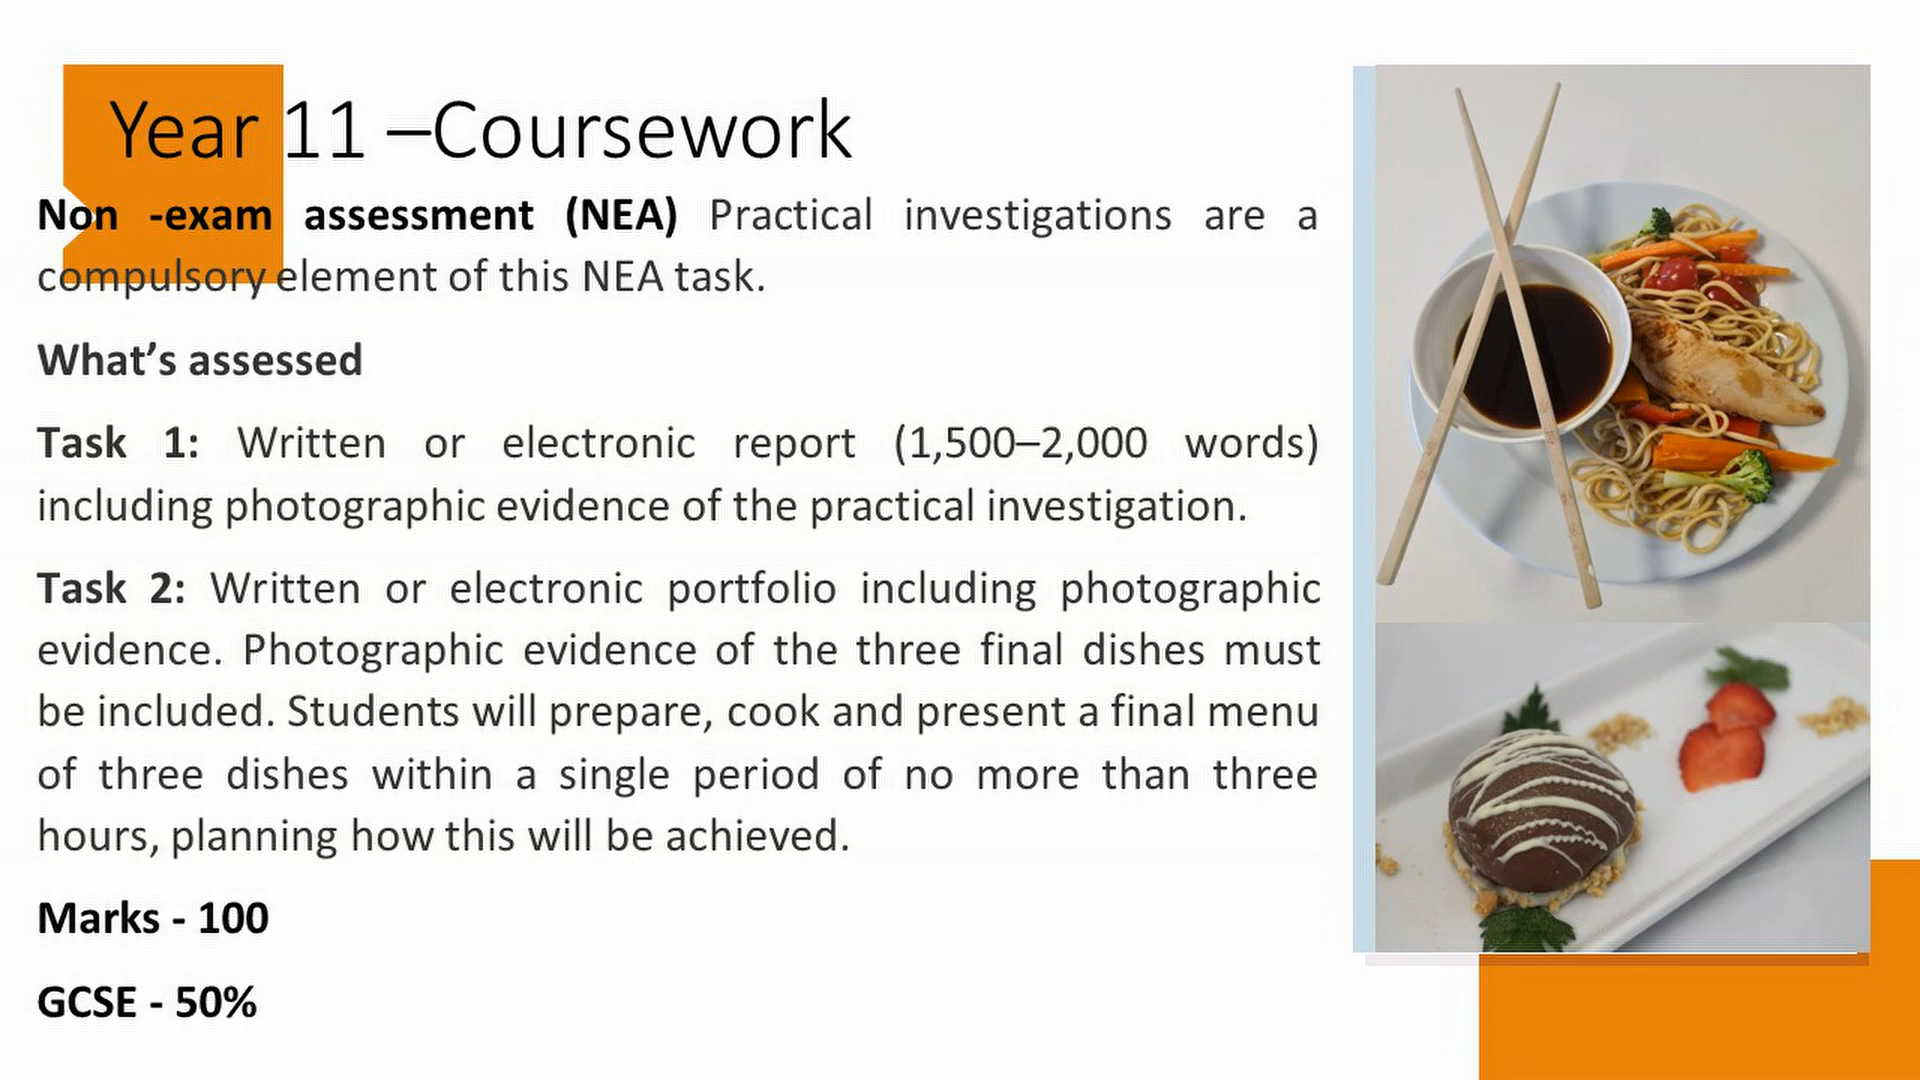 Year 11 –Coursework
Non -exam assessment (NEA) Practical investigations are a
compulsory element of this NEA task.
What’s assessed
Task 1: Written or electronic report (1,500–2,000 words)
including photographic evidence of the practical investigation.
Task 2: Written or electronic portfolio including photographic
evidence. Photographic evidence of the three final dishes must
be included. Students will prepare, cook and present a final menu
of three dishes within a single period of no more than three
hours, planning how this will be achieved.
Marks - 100
GCSE - 50%